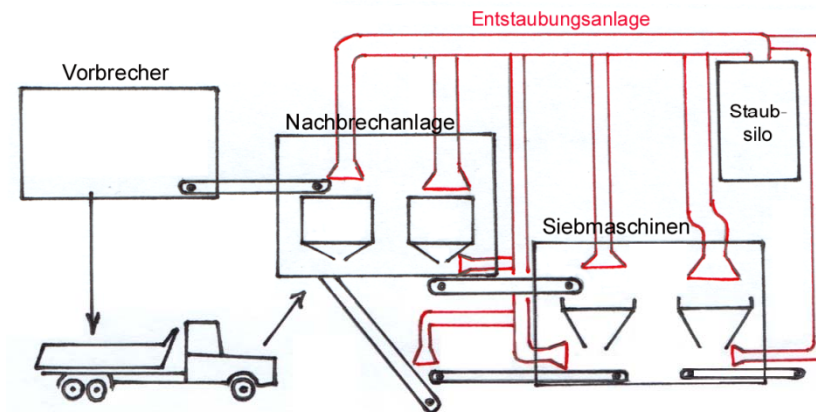 Entstaubungsanlage
Vorbrecher
Nachbrechanlage
Staub-
silo
Siebmaschinen